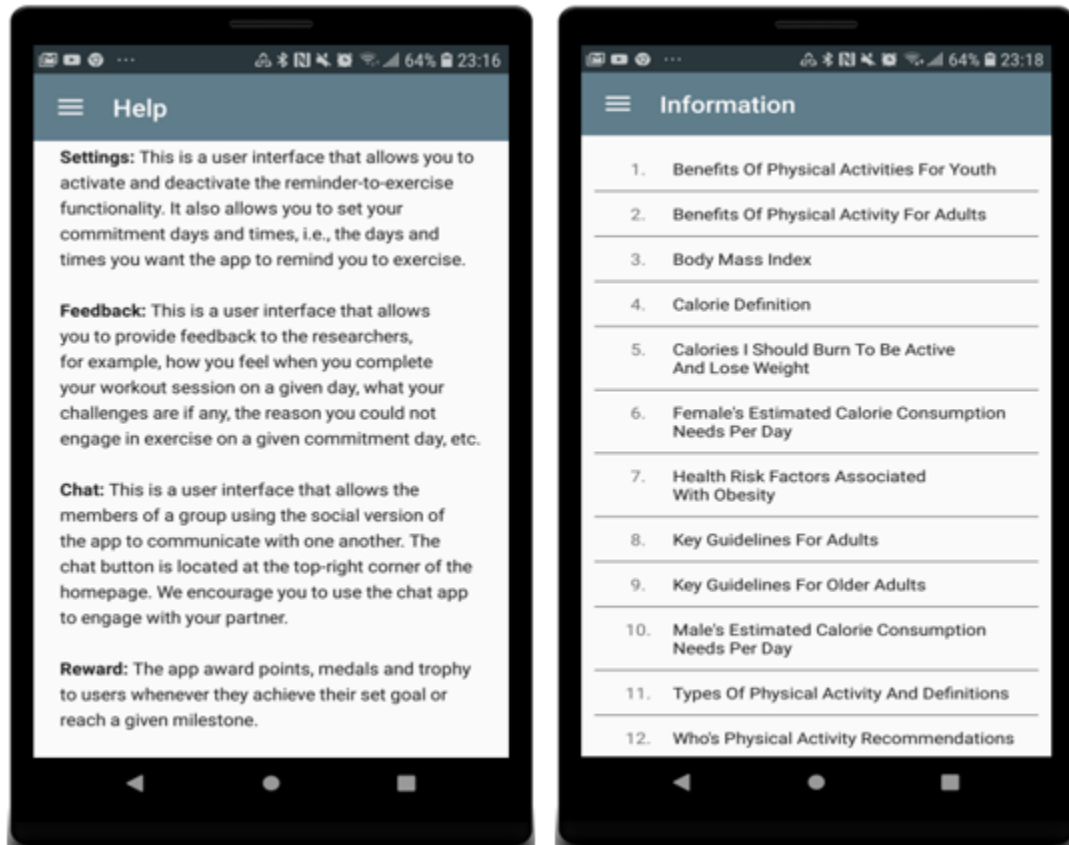 64% 23:16
Help
Settings: This is a user interface that allows you to
activate and deactivate the reminder-to-exercise
functionality. It also allows you to set your
commitment days and times, i.e., the days and
times you want the app to remind you to exercise.
Feedback: This is a user interface that allows
you to provide feedback to the researchers,
for example, how you feel when you complete
your workout session on a given day, what your
challenges are if any, the reason you could not
engage in exercise on a given commitment day, etc.
Chat: This is a user interface that allows the
members of a group using the social version of
the app to communicate with one another. The
chat button is located at the top-right corner of the
homepage. We encourage you to use the chat app
to engage with your partner.
Reward: The app award points, medals and trophy
to users whenever they achieve their set goal or
reach a given milestone.
64% 23:18
Information
1. Benefits Of Physical Activities For Youth
2. Benefits Of Physical Activity For Adults
3. Body Mass Index
4. Calorie Definition
5. Calories I Should Burn To Be Active
And Lose Weight
6. Female's Estimated Calorie Consumption
Needs Per Day
7. Health Risk Factors Associated
With Obesity
8. Key Guidelines For Adults
9. Key Guidelines For Older Adults
10. Male's Estimated Calorie Consumption
Needs Per Day
11. Types Of Physical Activity And Definitions
12. Who's Physical Activity Recommendations